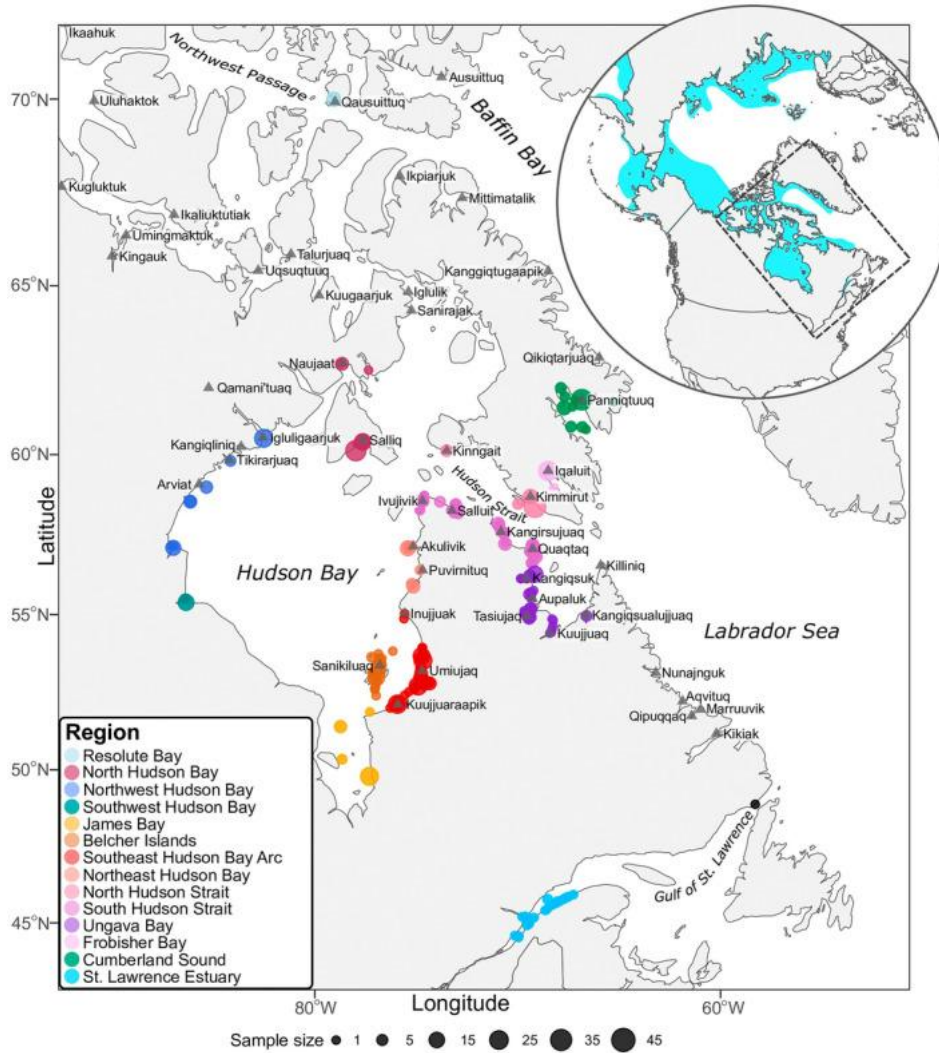 Ikaahuk
Northwest Passage
Ausuittuq
70°N
Uluhaktok
Qausuittuq
Baffin Bay
Kugluktuk
Ikpiarjuk
Mittimatalik
Ikaliuktutiak
Umingmaktuk
Kingauk
Talurjuaq
Uqsuqtuuq
Kanggiqtugaapik
65°N
Kuugaarjuk
Iglulik
Sanirajak
Naujaat
Qikiqtarjuaq
Qamani'tuaq
Panniqtuuq
Igluligaarjuk
Salliq
60°N
Kangiqliniq
Tikirarjuaq
Kinngait
Iqaluit
Arviat
Hudson Strait
Kimmirut
Latitude
Ivujivik
Salluit
Kangirsujuaq
Akulivik
Quaqtaq
Hudson Bay
Puvirnituq
Kangiqsuk
Killiniq
Aupaluk
55°N
Inujjuak
Tasiujaq
Kangiqsualujjuaq
Kuujjuaq
Labrador Sea
Sanikiluaq
Umiujaq
Nunajnguk
Kuujjuaraapik
Aqvituq
Marruuvik
Qipuqqaq
Kikiak
50°N
Region
Resolute Bay
North Hudson Bay
Northwest Hudson Bay
Southwest Hudson Bay
James Bay
Belcher Islands
Southeast Hudson Bay Arc
Northeast Hudson Bay
North Hudson Strait
South Hudson Strait
Ungava Bay
Frobisher Bay
Cumberland Sound
St. Lawrence Estuary
Gulf of St. Lawrence
45°N
80°W
Longitude
60°W
Sample size 1 5 15 25 35 45